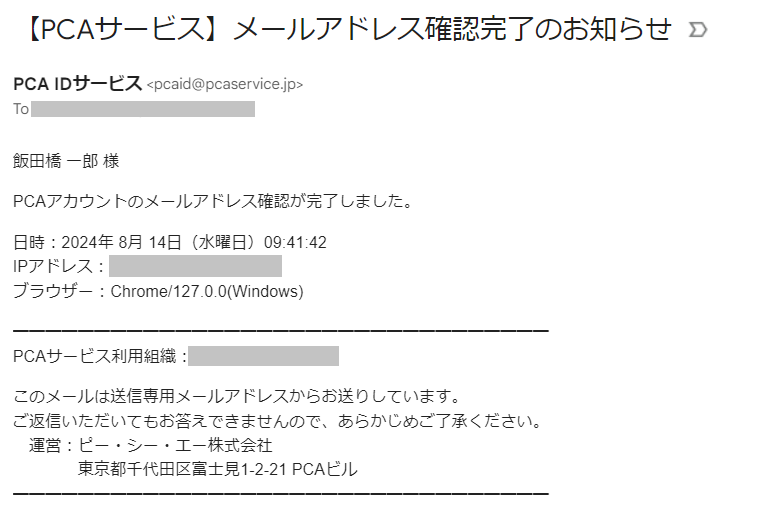 【PCAサービス】メールアドレス確認完了のお知らせ
PCA IDサービス <pcaid@pcaservice.jp>
To
飯田橋 一郎 様
PCAアカウントのメールアドレス確認が完了しました。
日時：2024年 8月 14日（水曜日）09:41:42
IPアドレス：
ブラウザー：Chrome/127.0.0(Windows)
PCAサービス利用組織：
このメールは送信専用メールアドレスからお送りしています。
ご返信いただいてもお答えできませんので、あらかじめご了承ください。
運営：ピー・シー・エー株式会社
東京都千代田区富士見1-2-21 PCAビル